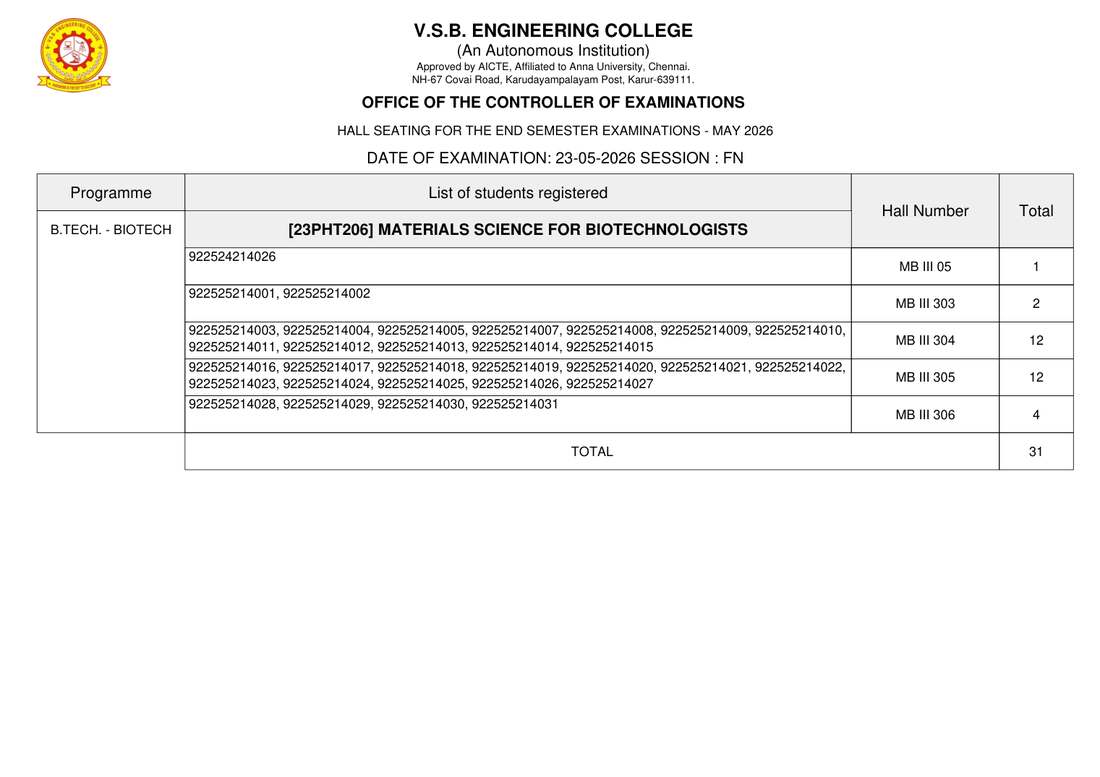 V.S.B. ENGINEERING COLLEGE
(An Autonomous Institution)
Approved by AICTE, Affiliated to Anna University, Chennai.
NH-67 Covai Road, Karudayampalayam Post, Karur-639111.
OFFICE OF THE CONTROLLER OF EXAMINATIONS
HALL SEATING FOR THE END SEMESTER EXAMINATIONS - MAY 2026
DATE OF EXAMINATION: 23-05-2026 SESSION : FN
Programme List of students registered Hall Number Total
B.TECH. - BIOTECH [23PHT206] MATERIALS SCIENCE FOR BIOTECHNOLOGISTS
922524214026 MB III 05 1
922525214001, 922525214002 MB III 303 2
922525214003, 922525214004, 922525214005, 922525214007, 922525214008, 922525214009, 922525214010,
922525214011, 922525214012, 922525214013, 922525214014, 922525214015 MB III 304 12
922525214016, 922525214017, 922525214018, 922525214019, 922525214020, 922525214021, 922525214022,
922525214023, 922525214024, 922525214025, 922525214026, 922525214027 MB III 305 12
922525214028, 922525214029, 922525214030, 922525214031 MB III 306 4
TOTAL 31